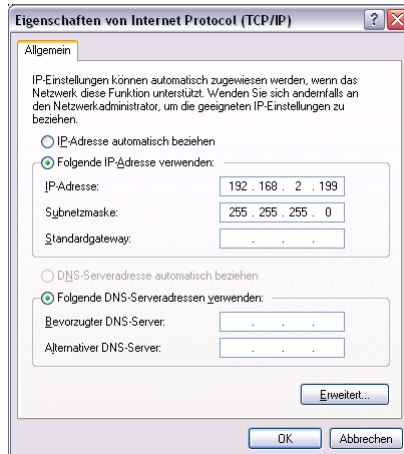 Eigenschaften von Internet Protocol (TCP/IP)
Allgemein
IP-Einstellungen können automatisch zugewiesen werden, wenn das
Netzwerk diese Funktion unterstützt. Wenden Sie sich andernfalls an
den Netzwerkadministrator, um die geeigneten IP-Einstellungen zu
beziehen.
IP-Adresse automatisch beziehen
Folgende IP-Adresse verwenden:
IP-Adresse: 192 . 168 . 2 . 199
Subnetzmaske: 255 . 255 . 255 . 0
Standardgateway: . . .
DNS-Serveradresse automatisch beziehen
Folgende DNS-Serveradressen verwenden:
Bevorzugter DNS-Server: . . .
Alternativer DNS-Server: . . .
Erweitert...
OK Abbrechen